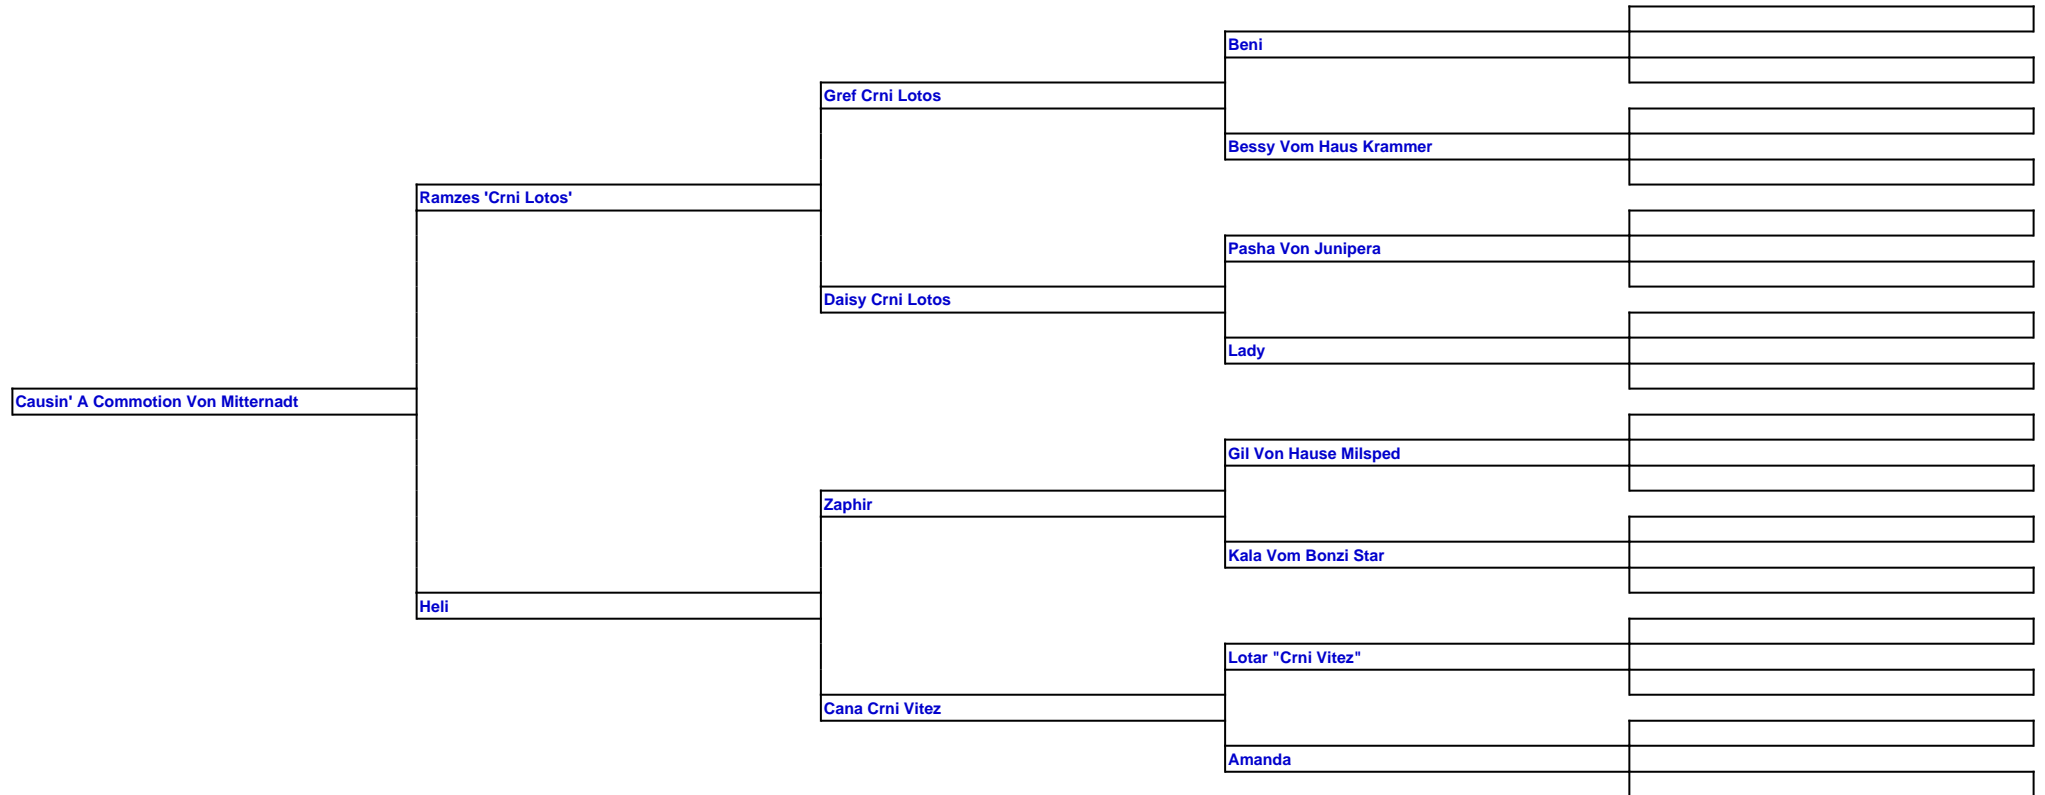 Beni
Gref Crni Lotos
Bessy Vom Haus Krammer
Ramzes 'Crni Lotos'
Pasha Von Junipera
Daisy Crni Lotos
Lady
Causin' A Commotion Von Mitternadt
Gil Von Hause Milsped
Zaphir
Kala Vom Bonzi Star
Heli
Lotar "Crni Vitez"
Cana Crni Vitez
Amanda